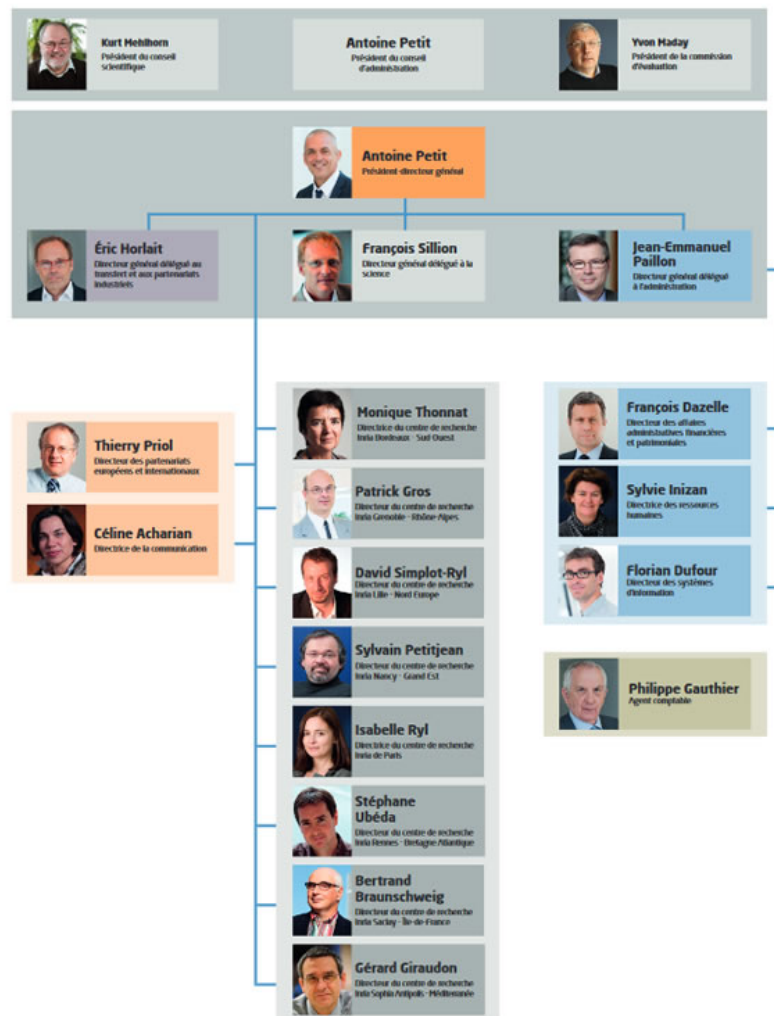 Kurt Mehlhorn
Président du conseil
scientifique
Antoine Petit
Président du conseil
d'administration
Yvon Maday
Président de la commission
d'évaluation
Antoine Petit
Président-directeur général
Éric Horlait
Directeur général délégué au
transfert et aux partenariats
industriels
François Sillion
Directeur général délégué à la
science
Jean-Emmanuel
Paillon
Directeur général délégué
à l'administration
Thierry Priol
Directeur des partenariats
européens et internationaux
Céline Acharian
Directrice de la communication
Monique Thonnat
Directrice du centre de recherche
Inria Bordeaux - Sud-Ouest
Patrick Gros
Directeur du centre de recherche
Inria Grenoble - Rhône-Alpes
David Simplot-Ryl
Directeur du centre de recherche
Inria Lille - Nord Europe
Sylvain Petitjean
Directeur du centre de recherche
Inria Nancy - Grand Est
Isabelle Ryl
Directrice du centre de recherche
Inria de Paris
Stéphane
Ubéda
Directeur du centre de recherche
Inria Rennes - Bretagne Atlantique
Bertrand
Braunschweig
Directeur du centre de recherche
Inria Saclay - Île-de-France
Gérard Giraudon
Directeur du centre de recherche
Inria Sophia Antipolis - Méditerranée
François Dazelle
Directeur des affaires
administratives financières
et patrimoniales
Sylvie Inizan
Directrice des ressources
humaines
Florian Dufour
Directeur des systèmes
d'information
Philippe Gauthier
Agent comptable